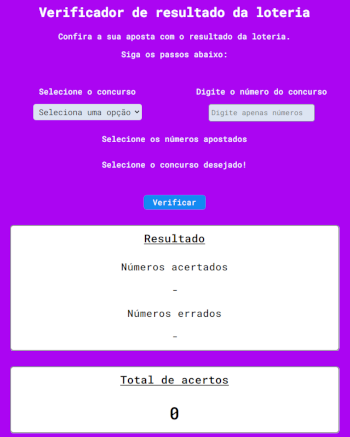 Verificador de resultado da loteria
Confira a sua aposta com o resultado da loteria.
Siga os passos abaixo:
Selecione o concurso
Digite o número do concurso
Seleciona uma opção
Digite apenas números
Selecione os números apostados
Selecione o concurso desejado!
Verificar
Resultado
Números acertados
-
Números errados
-
Total de acertos
0